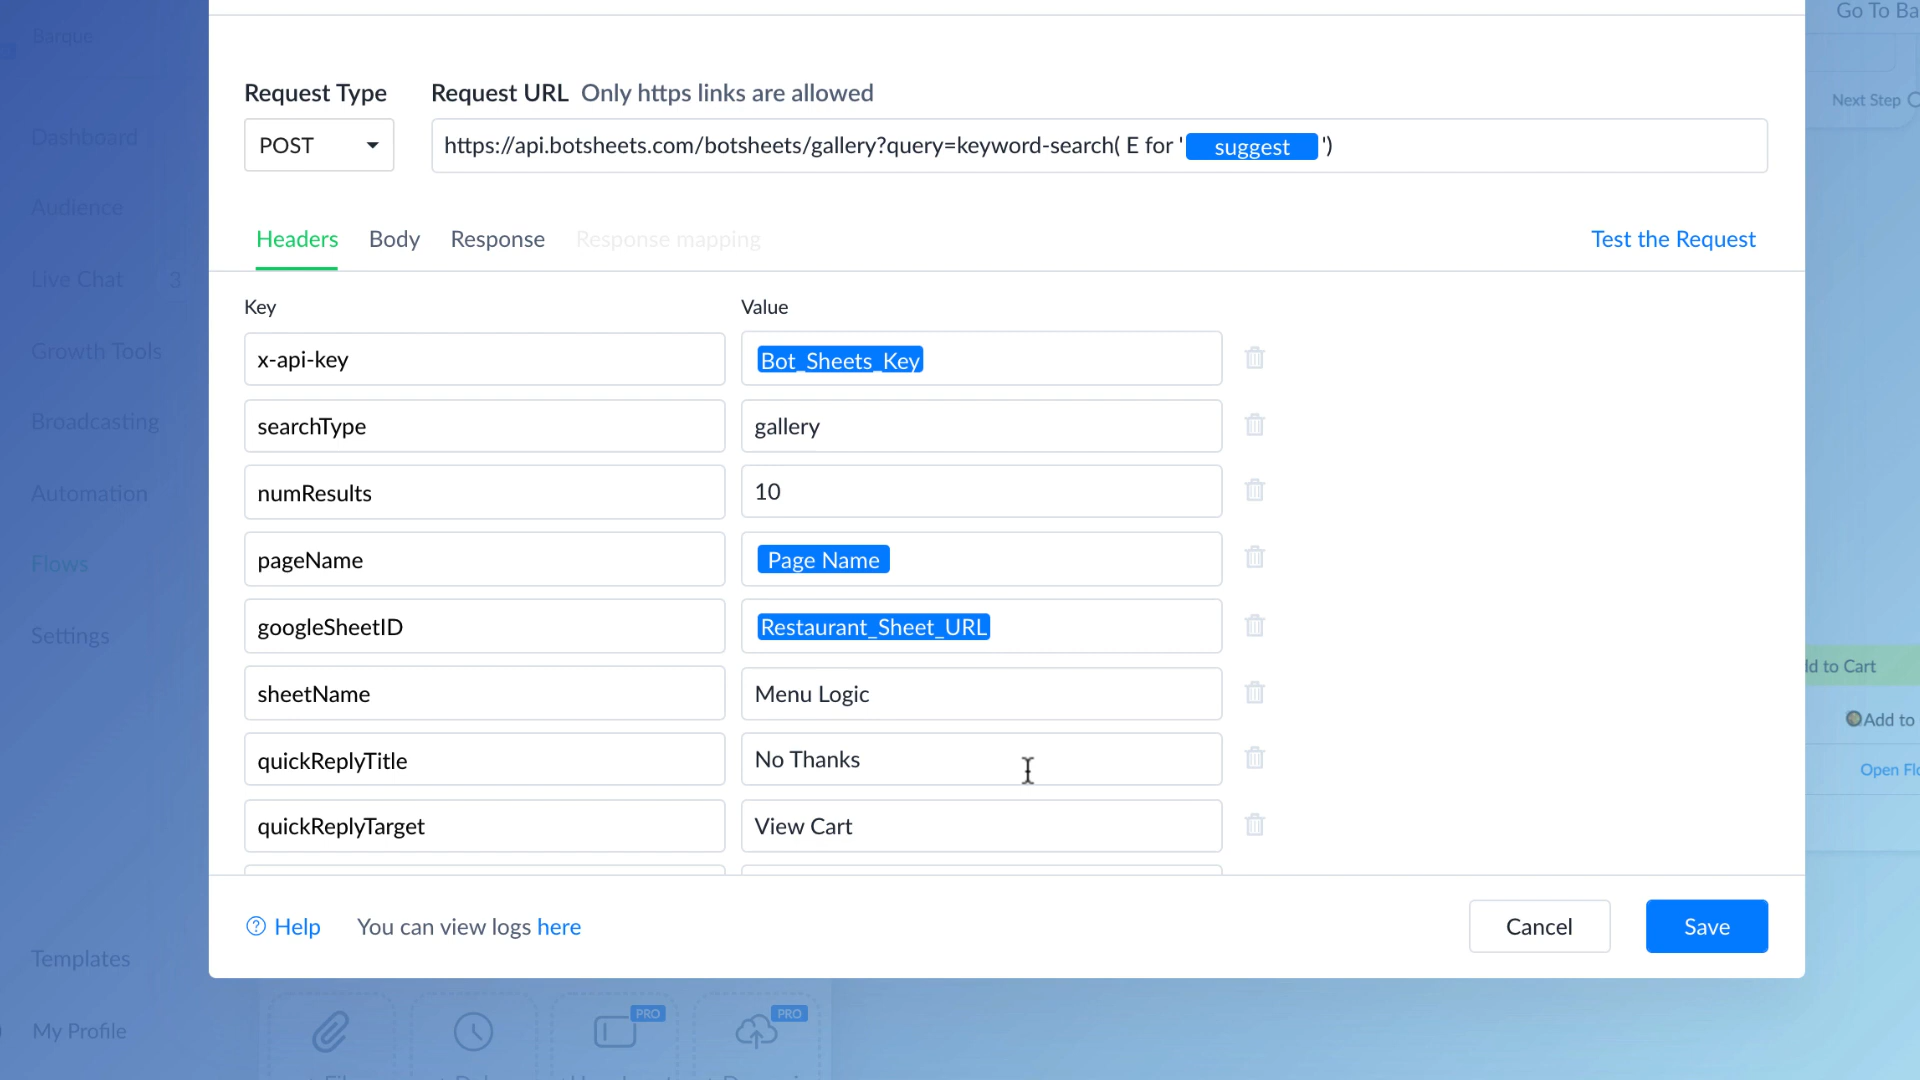 Barque
Go To Ba
Request Type
Request URL Only https links are allowed
Next Step
POST
https://api.botsheets.com/botsheets/gallery?query=keyword-search( E for ' suggest ')
Dashboard
Audience
Headers
Body
Response
Response mapping
Test the Request
Live Chat 3
Key
Value
Growth Tools
x-api-key
Bot_Sheets_Key
Broadcasting
searchType
gallery
Automation
numResults
10
Flows
pageName
Page Name
Settings
googleSheetID
Restaurant_Sheet_URL
sheetName
Menu Logic
dd to Cart
quickReplyTitle
No Thanks
Add to
Open Flo
quickReplyTarget
View Cart
Help
You can view logs here
Cancel
Save
Templates
PRO
PRO
My Profile